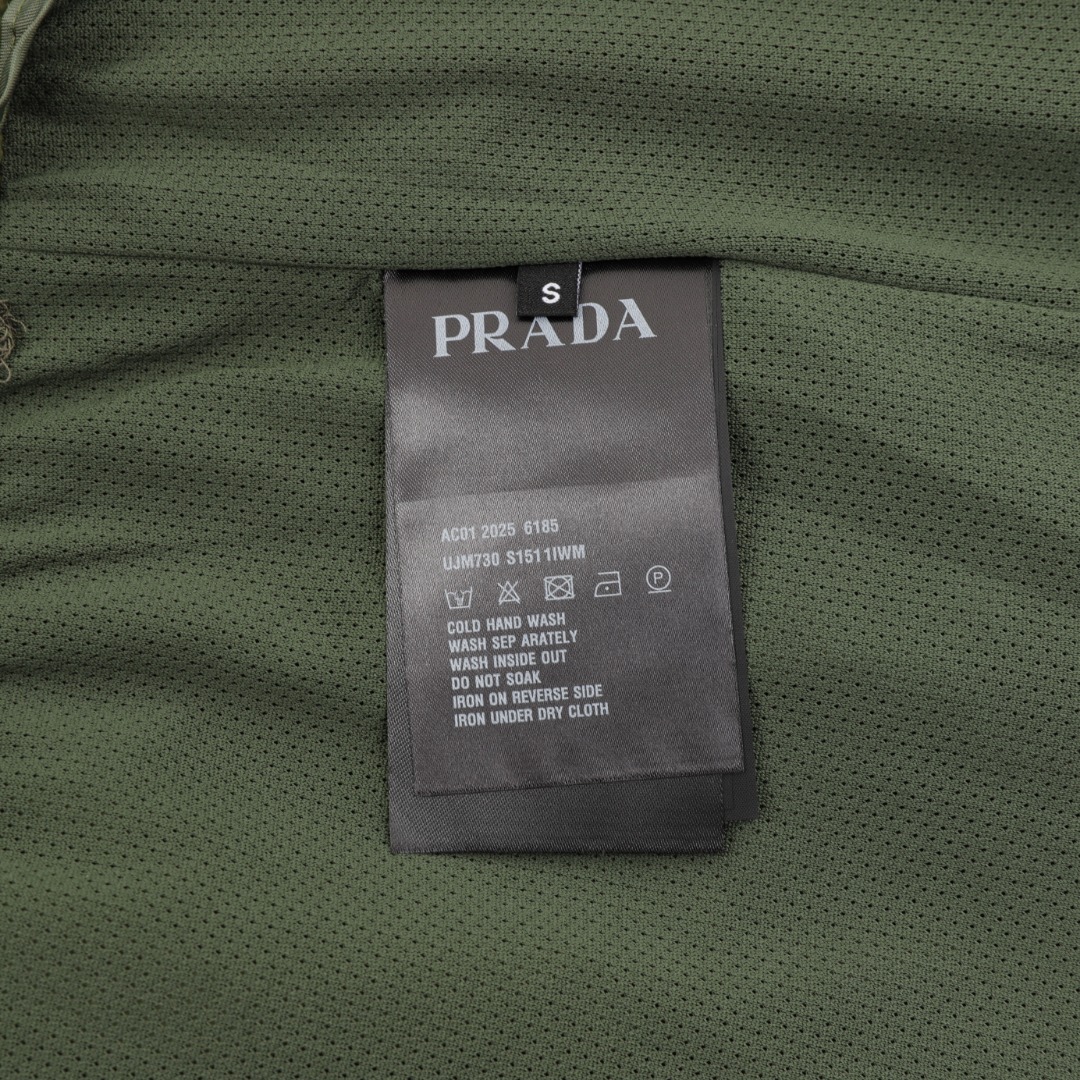 S
PRADA
AC01 2025 6185
UJM730 S1511IWM
P
COLD HAND WASH
WASH SEP ARATELY
WASH INSIDE OUT
DO NOT SOAK
IRON ON REVERSE SIDE
IRON UNDER DRY CLOTH